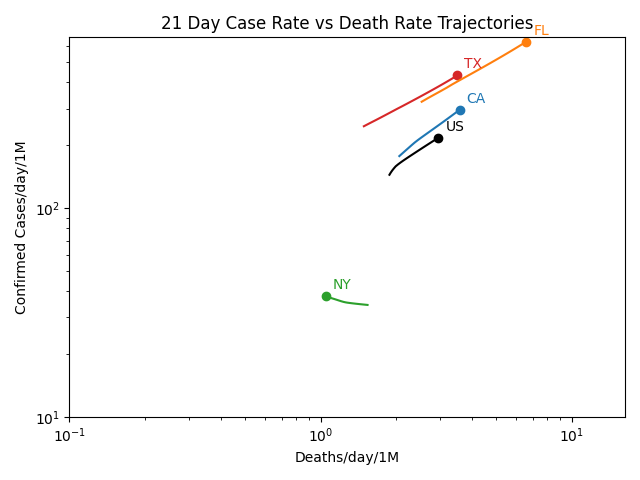 21 Day Case Rate vs Death Rate Trajectories
FL
TX
CA
US
NY
10²
10¹
Confirmed Cases/day/1M
10⁻¹
10⁰
10¹
Deaths/day/1M